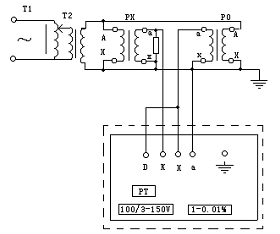 T1 T2 PX PO
a a A
A
X x x X
D K X a
PT
100/3-150V 1-0.01%